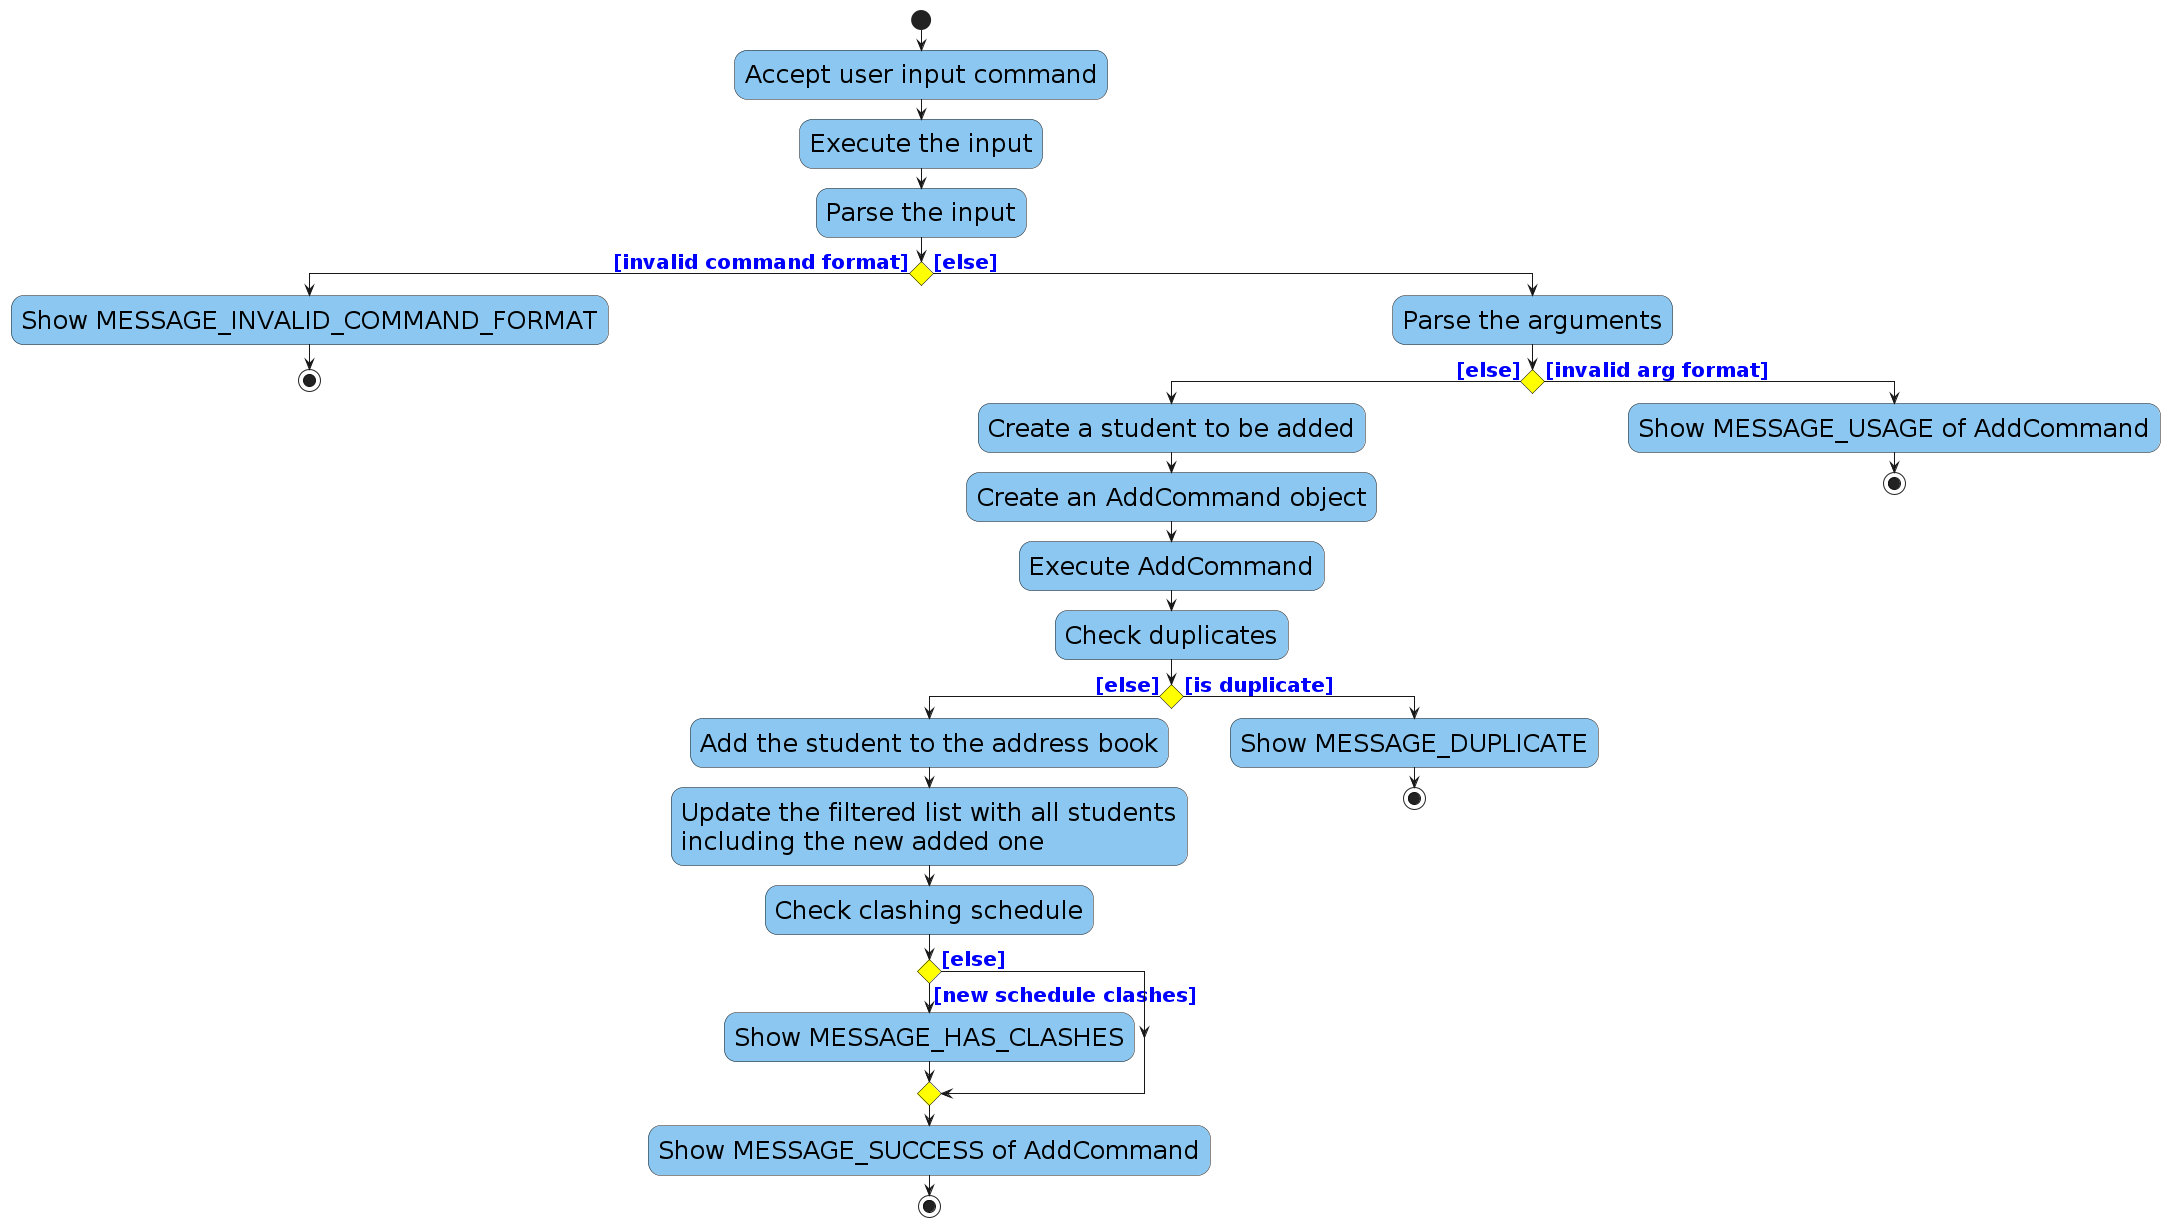 Accept user input command
Execute the input
Parse the input
[invalid command format]
[else]
Show MESSAGE_INVALID_COMMAND_FORMAT
Parse the arguments
[else]
[invalid arg format]
Create a student to be added
Show MESSAGE_USAGE of AddCommand
Create an AddCommand object
Execute AddCommand
Check duplicates
[else]
[is duplicate]
Add the student to the address book
Show MESSAGE_DUPLICATE
Update the filtered list with all students
including the new added one
Check clashing schedule
[else]
[new schedule clashes]
Show MESSAGE_HAS_CLASHES
Show MESSAGE_SUCCESS of AddCommand